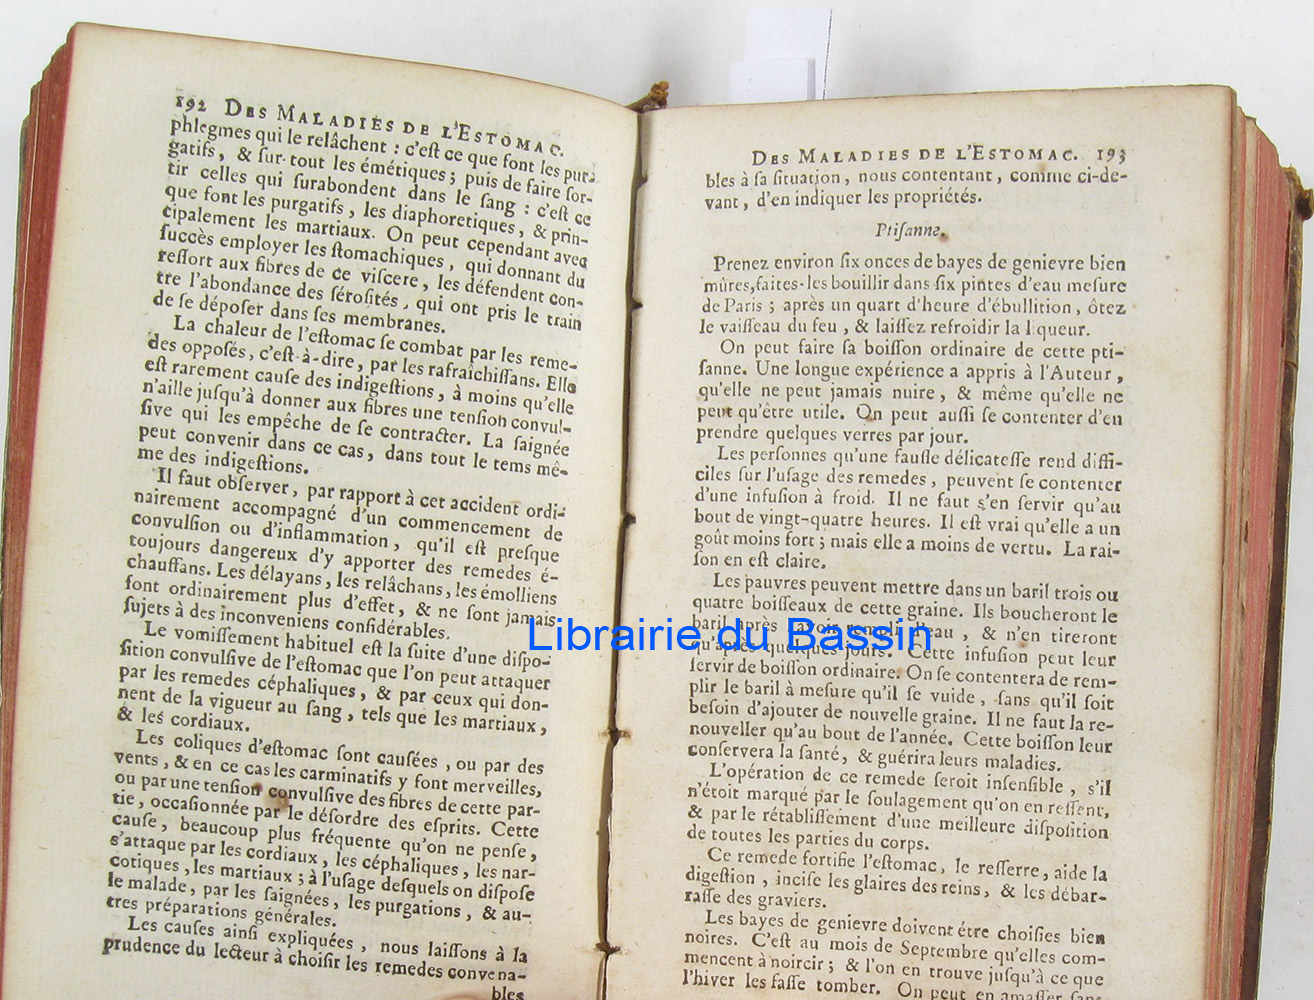 192 DES MALADIES DE L'ESTOMAC.
phlegmes qui le relâchent : c'eſt ce que font les pur-
gatifs, & ſur-tout les émétiques ; puis de faire ſor-
tir celles qui ſurabondent dans le ſang : c'eſt ce
que font les purgatifs, les diaphoretiques, & prin-
cipalement les martiaux. On peut cependant avec
ſuccès employer les ſtomachiques, qui donnant du
reſſort aux fibres de ce viſcere, les défendent con-
tre l'abondance des féroſités, qui ont pris le train
de ſe dépoſer dans ſes membranes.
La chaleur de l'eſtomac ſe combat par les reme-
des oppoſés, c'eſt-à-dire, par les rafraîchiſſans. Elle
eſt rarement cauſe des indigeſtions, à moins qu'elle
n'aille juſqu'à donner aux fibres une tenſion convul-
ſive qui les empêche de ſe contracter. La ſaignée
peut convenir dans ce cas, dans tout le tems mê-
me des indigeſtions.
Il faut obſerver, par rapport à cet accident ordi-
nairement accompagné d'un commencement de
convulſion ou d'inflammation, qu'il eſt preſque
toujours dangereux d'y apporter des remedes é-
chauffans. Les délayans, les relâchans, les émolliens
ſont ordinairement plus d'effet, & ne ſont jamais
ſujets à des inconveniens conſidérables.
Le vomiſſement habituel eſt la ſuite d'une diſpo-
ſition convulſive de l'eſtomac que l'on peut attaquer
par les remedes céphaliques, & par ceux qui don-
nent de la vigueur au ſang, tels que les martiaux,
& les cordiaux.
Les coliques d'eſtomac ſont cauſées, ou par des
vents, & en ce cas les carminatifs y font merveilles,
ou par une tenſion convulſive des fibres de cette par-
tie, occaſionnée par le déſordre des eſprits. Cette
cauſe, beaucoup plus fréquente qu'on ne penſe,
s'attaque par les cordiaux, les céphaliques, les nar-
cotiques, les martiaux ; à l'uſage deſquels on diſpoſe
le malade, par les ſaignées, les purgations, & au-
tres préparations générales.
Les cauſes ainſi expliquées, nous laiſſons à la
prudence du lecteur à choiſir les remedes convena-
bles
DES MALADIES DE L'ESTOMAC. 193
bles à ſa ſituation, nous contentant, comme ci-de-
vant, d'en indiquer les propriétés.
Ptiſanne.
Prenez environ ſix onces de bayes de genievre bien
mûres, faites-les bouillir dans ſix pintes d'eau meſure
de Paris ; après un quart d'heure d'ébullition, ôtez
le vaiſſeau du feu, & laiſſez refroidir la liqueur.
On peut faire ſa boiſſon ordinaire de cette pti-
ſanne. Une longue expérience a appris à l'Auteur,
qu'elle ne peut jamais nuire, & même qu'elle ne
peut qu'être utile. On peut auſſi ſe contenter d'en
prendre quelques verres par jour.
Les perſonnes qu'une fauſſe délicateſſe rend diffi-
ciles ſur l'uſage des remedes, peuvent ſe contenter
d'une infuſion à froid. Il ne faut s'en ſervir qu'au
bout de vingt-quatre heures. Il eſt vrai qu'elle a un
goût moins fort ; mais elle a moins de vertu. La rai-
ſon en eſt claire.
Les pauvres peuvent mettre dans un baril trois ou
quatre boiſſeaux de cette graine. Ils boucheront le
baril après l'avoir rempli d'eau, & n'en tireront
qu'après quelques jours. Cette infuſion peut leur
ſervir de boiſſon ordinaire. On ſe contentera de rem-
plir le baril à meſure qu'il ſe vuide, ſans qu'il ſoit
beſoin d'ajouter de nouvelle graine. Il ne faut la re-
nouveller qu'au bout de l'année. Cette boiſſon leur
conſervera la ſanté, & guérira leurs maladies.
L'opération de ce remede ſeroit inſenſible, s'il
n'étoit marqué par le ſoulagement qu'on en reſſent,
& par le rétabliſſement d'une meilleure diſpoſition
de toutes les parties du corps.
Ce remede fortifie l'eſtomac, le reſſerre, aide la
digeſtion, inciſe les glaires des reins, & les débar-
raſſe des graviers.
Les bayes de genievre doivent être choiſies bien
noires. C'eſt au mois de Septembre qu'elles com-
mencent à noircir ; & l'on en trouve juſqu'à ce que
l'hiver les faſſe tomber. On peut en amaſſer ſans
Librairie du Bassin